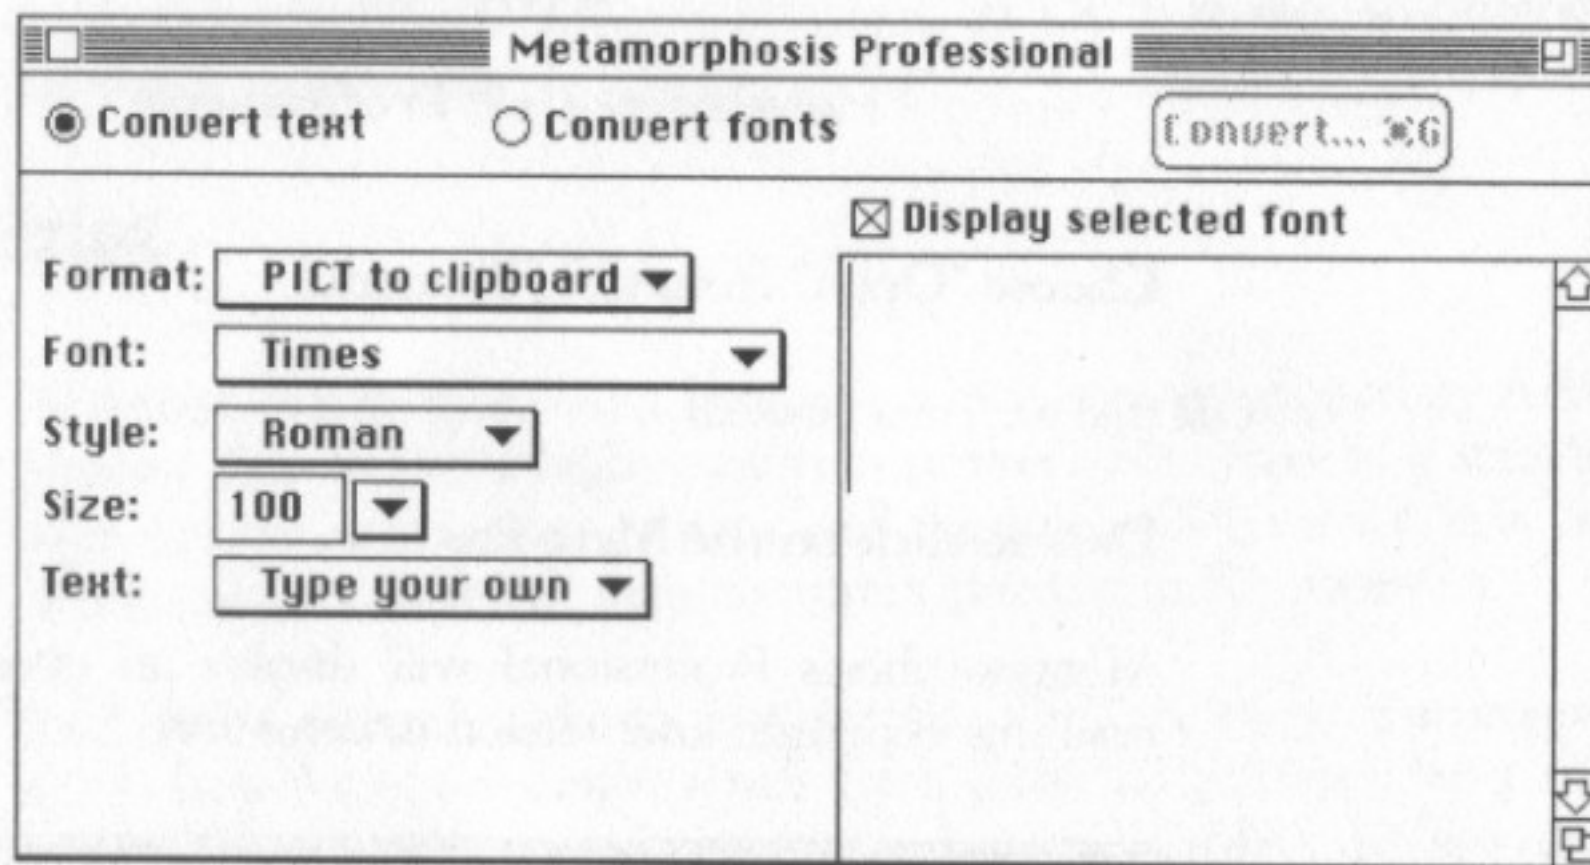 Metamorphosis Professional
Convert text Convert fonts Convert... ⌘G
Display selected font
Format: PICT to clipboard
Font: Times
Style: Roman
Size: 100
Text: Type your own